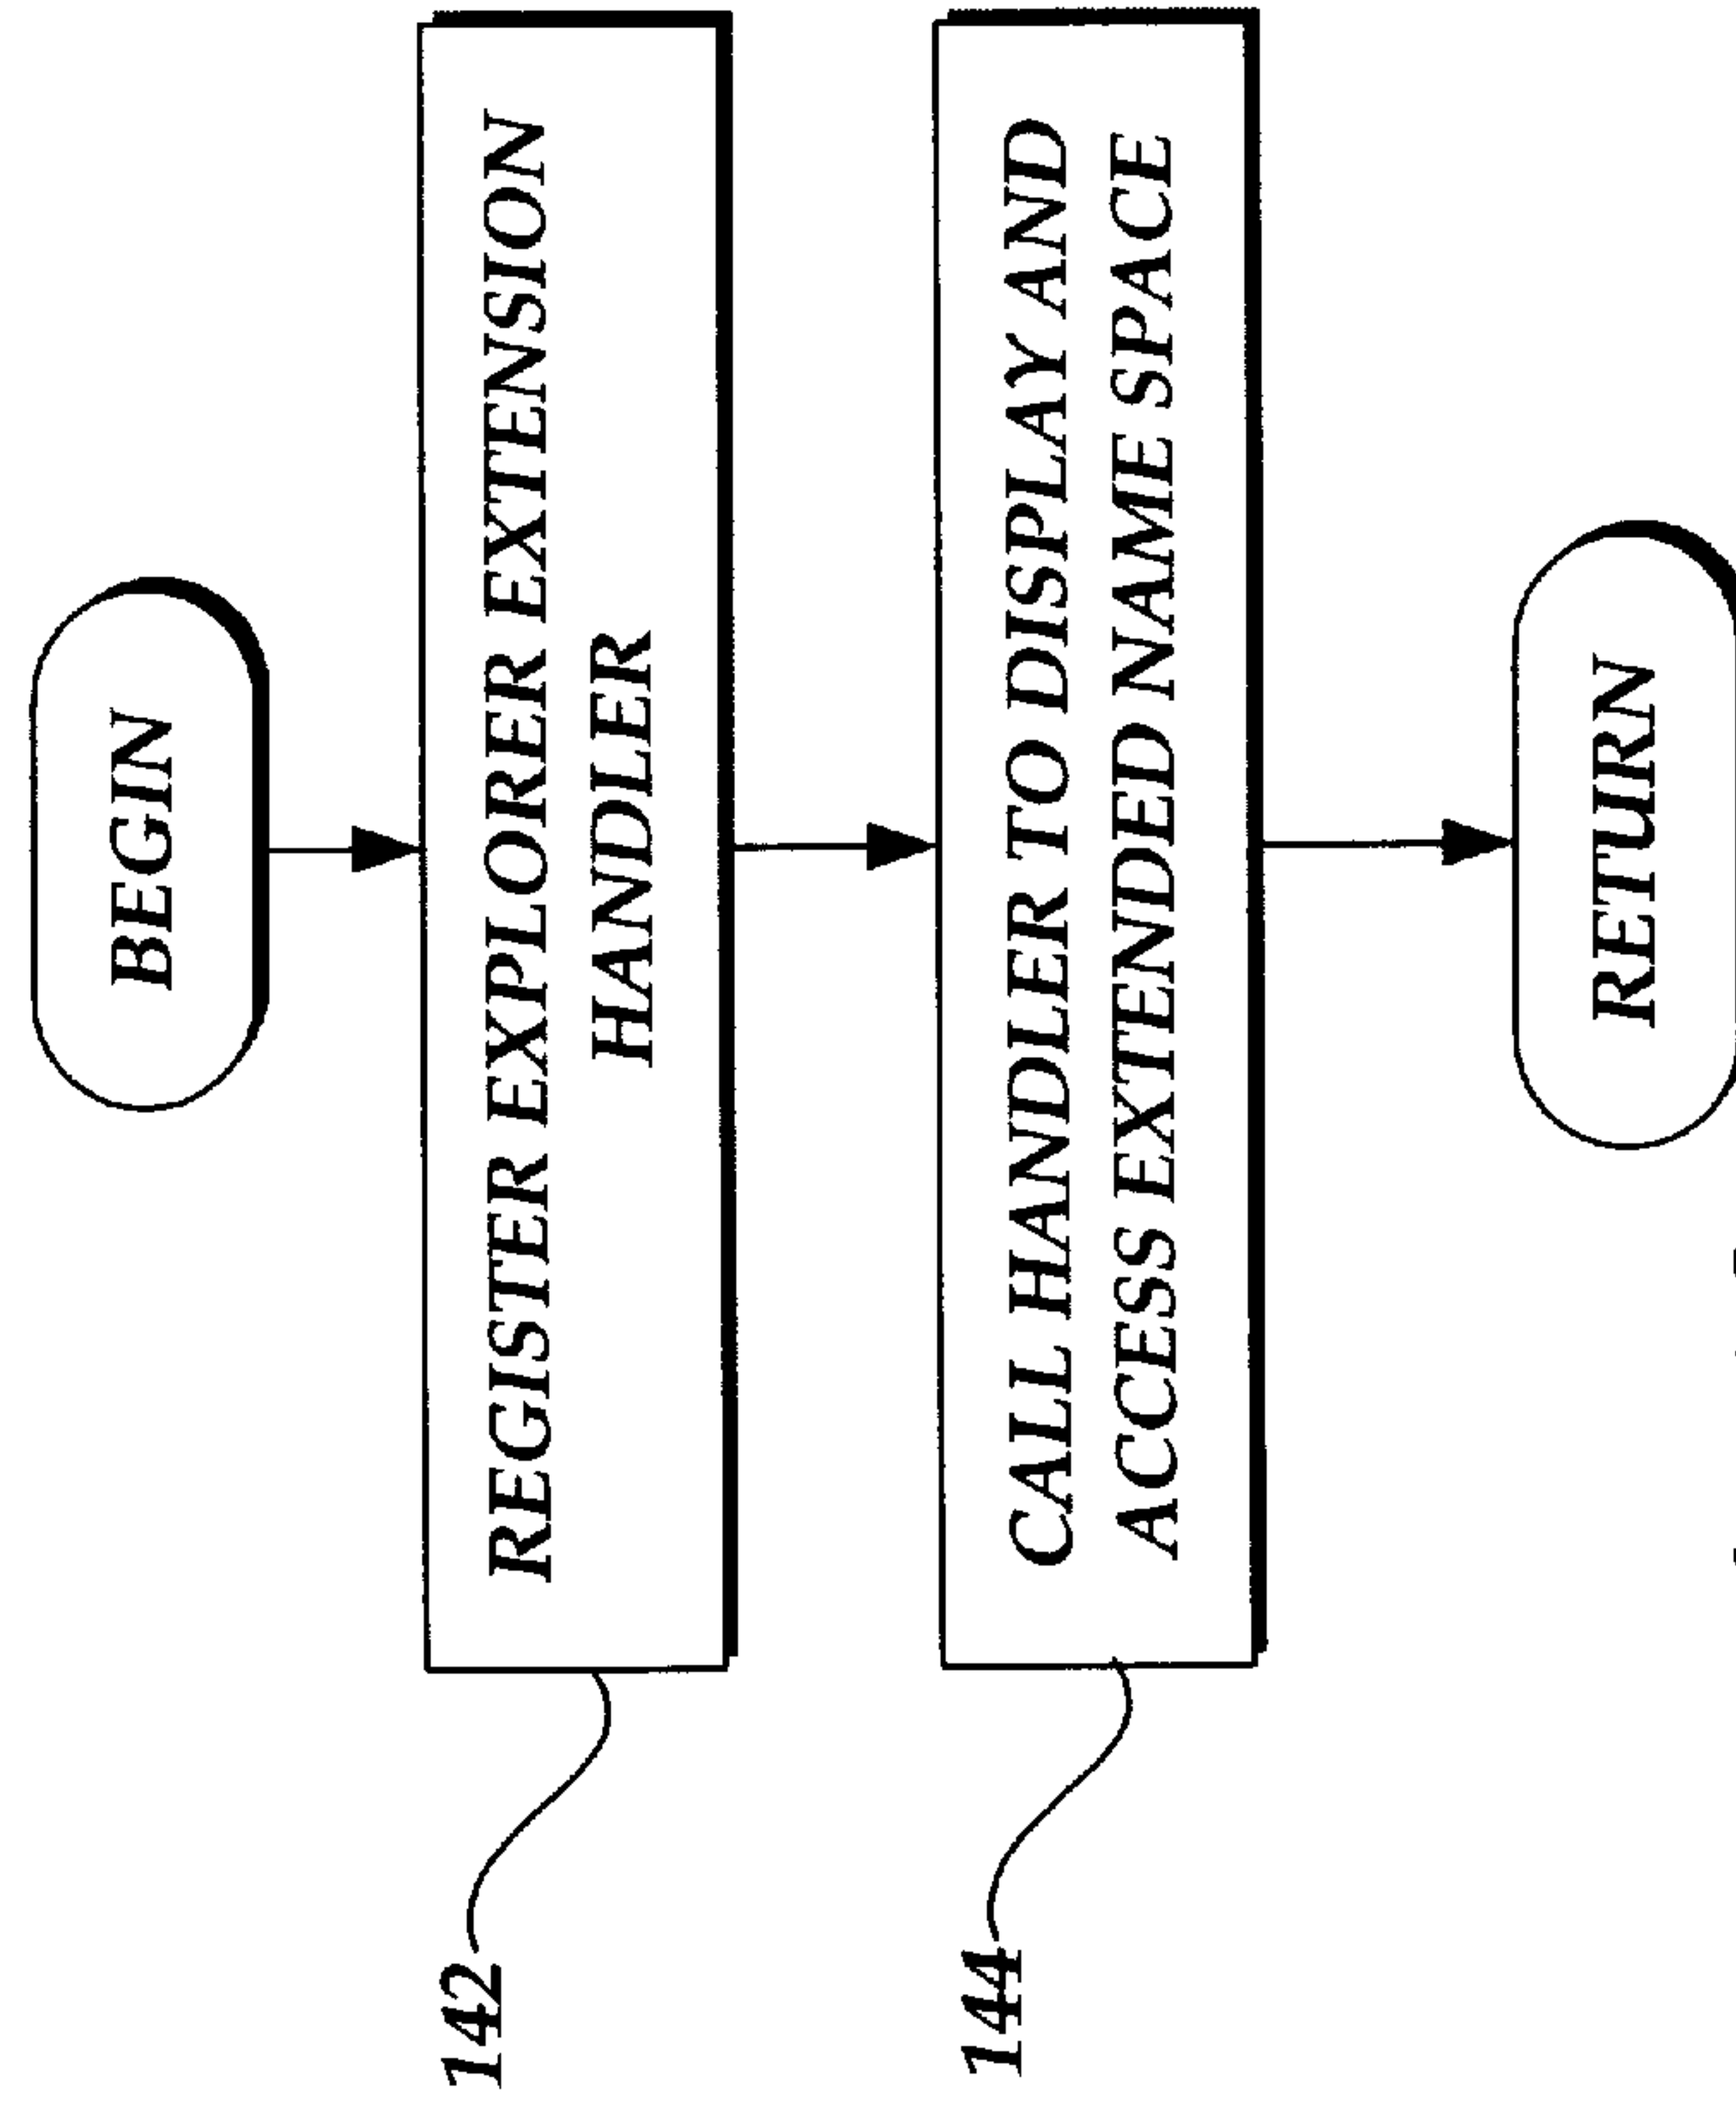 BEGIN
REGISTER EXPLORER EXTENSION
HANDLER
142
CALL HANDLER TO DISPLAY AND
ACCESS EXTENDED NAME SPACE
144
RETURN